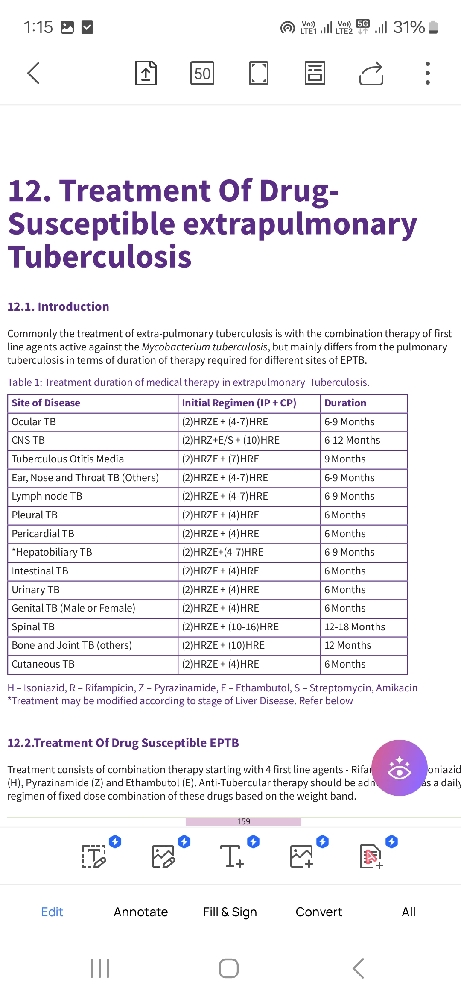 1:15
Vo)) LTE1 Vo)) LTE2 5G 31%
50
12. Treatment Of Drug-
Susceptible extrapulmonary
Tuberculosis
12.1. Introduction
Commonly the treatment of extra-pulmonary tuberculosis is with the combination therapy of first
line agents active against the Mycobacterium tuberculosis, but mainly differs from the pulmonary
tuberculosis in terms of duration of therapy required for different sites of EPTB.
Table 1: Treatment duration of medical therapy in extrapulmonary Tuberculosis.
Site of Disease Initial Regimen (IP + CP) Duration
Ocular TB (2)HRZE + (4-7)HRE 6-9 Months
CNS TB (2)HRZ+E/S + (10)HRE 6-12 Months
Tuberculous Otitis Media (2)HRZE + (7)HRE 9 Months
Ear, Nose and Throat TB (Others) (2)HRZE + (4-7)HRE 6-9 Months
Lymph node TB (2)HRZE + (4-7)HRE 6-9 Months
Pleural TB (2)HRZE + (4)HRE 6 Months
Pericardial TB (2)HRZE + (4)HRE 6 Months
*Hepatobiliary TB (2)HRZE+(4-7)HRE 6-9 Months
Intestinal TB (2)HRZE + (4)HRE 6 Months
Urinary TB (2)HRZE + (4)HRE 6 Months
Genital TB (Male or Female) (2)HRZE + (4)HRE 6 Months
Spinal TB (2)HRZE + (10-16)HRE 12-18 Months
Bone and Joint TB (others) (2)HRZE + (10)HRE 12 Months
Cutaneous TB (2)HRZE + (4)HRE 6 Months
H – Isoniazid, R – Rifampicin, Z – Pyrazinamide, E – Ethambutol, S – Streptomycin, Amikacin
*Treatment may be modified according to stage of Liver Disease. Refer below
12.2.Treatment Of Drug Susceptible EPTB
Treatment consists of combination therapy starting with 4 first line agents - Rifa oniazid
(H), Pyrazinamide (Z) and Ethambutol (E). Anti-Tubercular therapy should be adm as a daily
regimen of fixed dose combination of these drugs based on the weight band.
159
Edit Annotate Fill & Sign Convert All